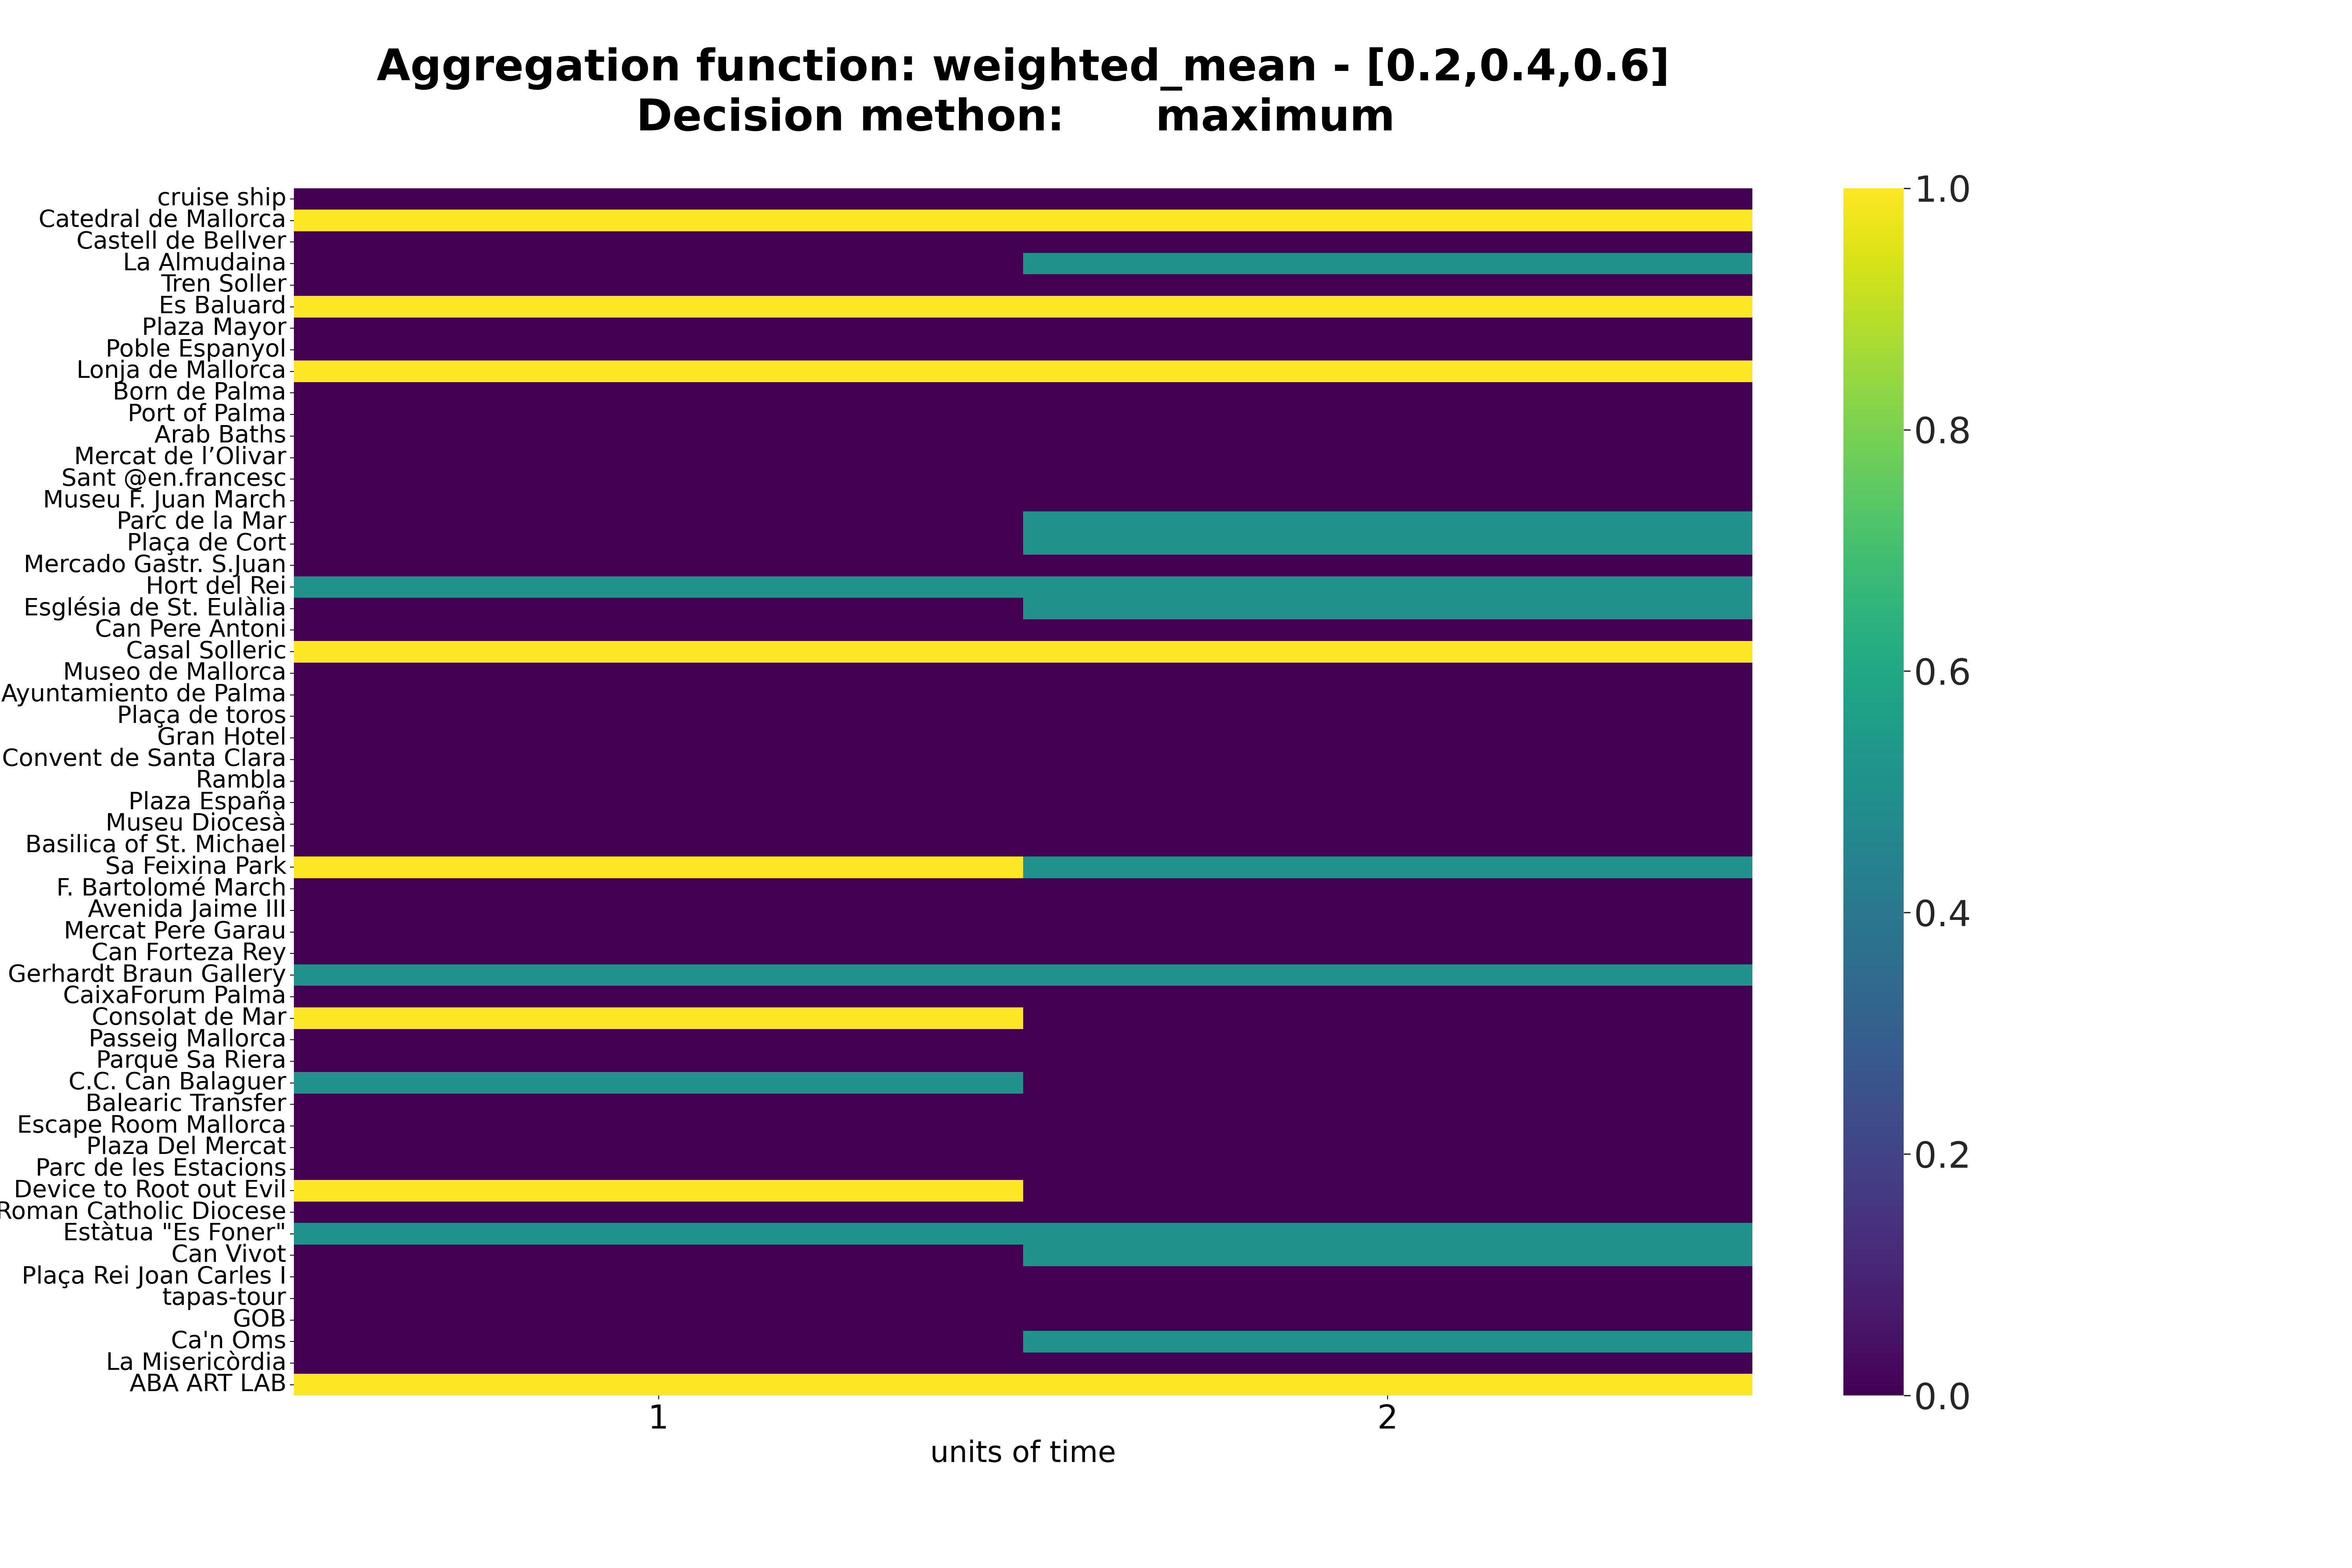 Aggregation function: weighted_mean - [0.2,0.4,0.6]
Decision methon: maximum
cruise ship
Catedral de Mallorca
Castell de Bellver
La Almudaina
Tren Soller
Es Baluard
Plaza Mayor
Poble Espanyol
Lonja de Mallorca
Born de Palma
Port of Palma
Arab Baths
Mercat de l’Olivar
Sant @en.francesc
Museu F. Juan March
Parc de la Mar
Plaça de Cort
Mercado Gastr. S.Juan
Hort del Rei
Església de St. Eulàlia
Can Pere Antoni
Casal Solleric
Museo de Mallorca
Ayuntamiento de Palma
Plaça de toros
Gran Hotel
Convent de Santa Clara
Rambla
Plaza España
Museu Diocesà
Basilica of St. Michael
Sa Feixina Park
F. Bartolomé March
Avenida Jaime III
Mercat Pere Garau
Can Forteza Rey
Gerhardt Braun Gallery
CaixaForum Palma
Consolat de Mar
Passeig Mallorca
Parque Sa Riera
C.C. Can Balaguer
Balearic Transfer
Escape Room Mallorca
Plaza Del Mercat
Parc de les Estacions
Device to Root out Evil
Roman Catholic Diocese
Estàtua "Es Foner"
Can Vivot
Plaça Rei Joan Carles I
tapas-tour
GOB
Ca'n Oms
La Misericòrdia
ABA ART LAB
1 2
units of time
1.0
0.8
0.6
0.4
0.2
0.0